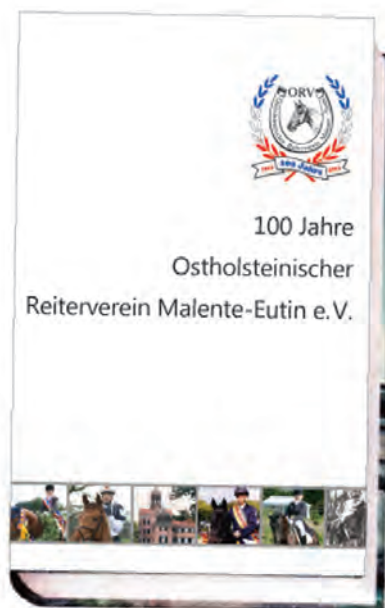 ORV
100 Jahre
100 Jahre
Ostholsteinischer
Reiterverein Malente-Eutin e.V.